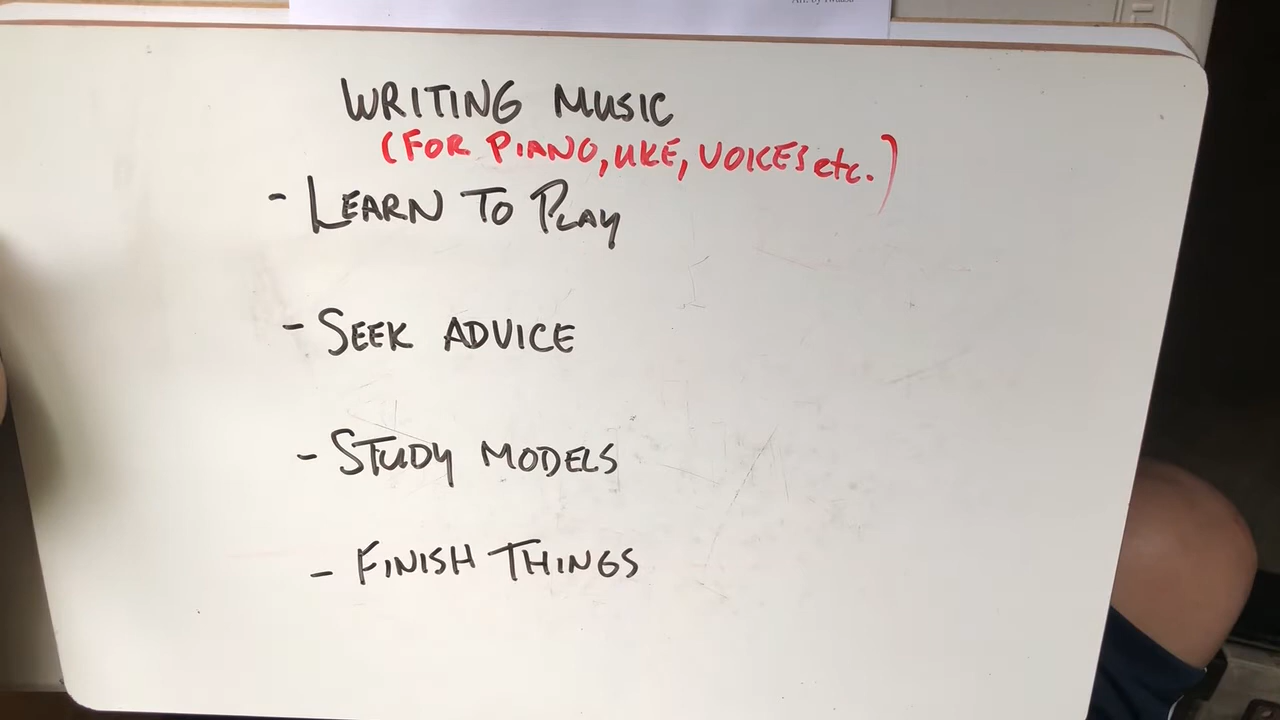 WRITING MUSIC
(FOR PIANO, UKE, VOICES etc.)
- LEARN TO PLAY
- SEEK ADVICE
- STUDY MODELS
- FINISH THINGS